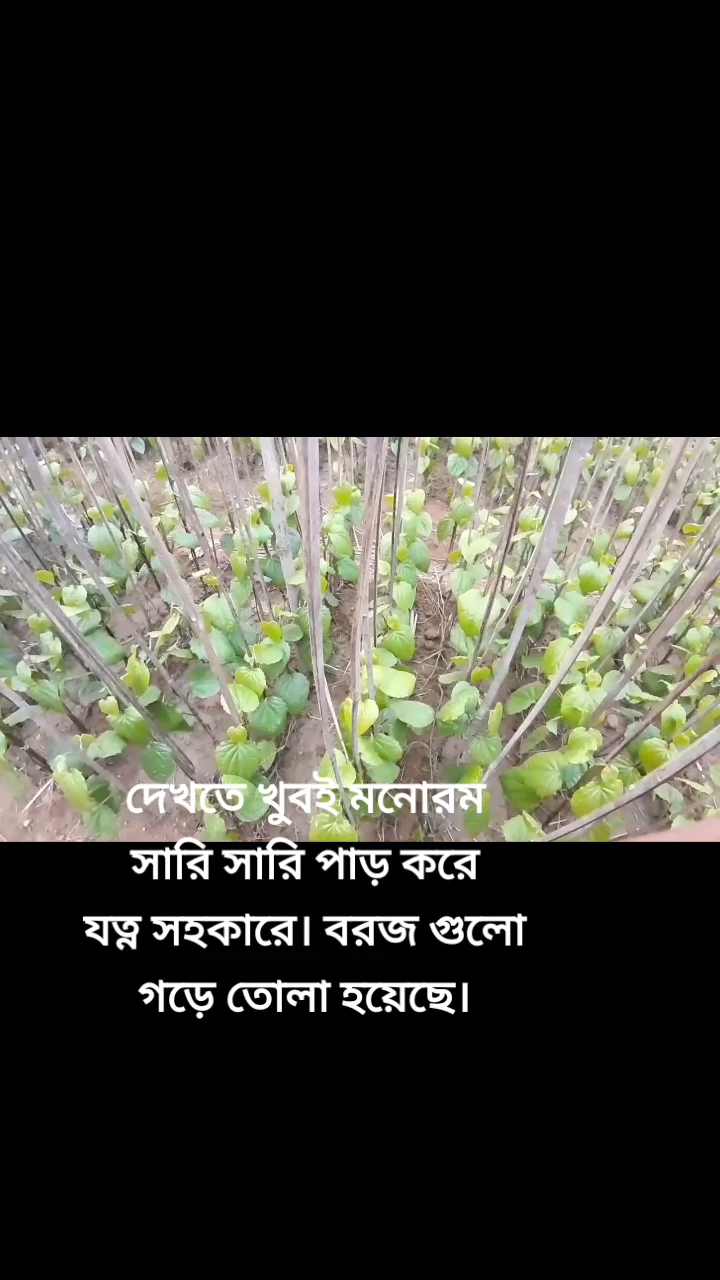 দেখতে খুবই মনোরম
সারি সারি পাড় করে
যত্ন সহকারে। বরজ গুলো
গড়ে তোলা হয়েছে।